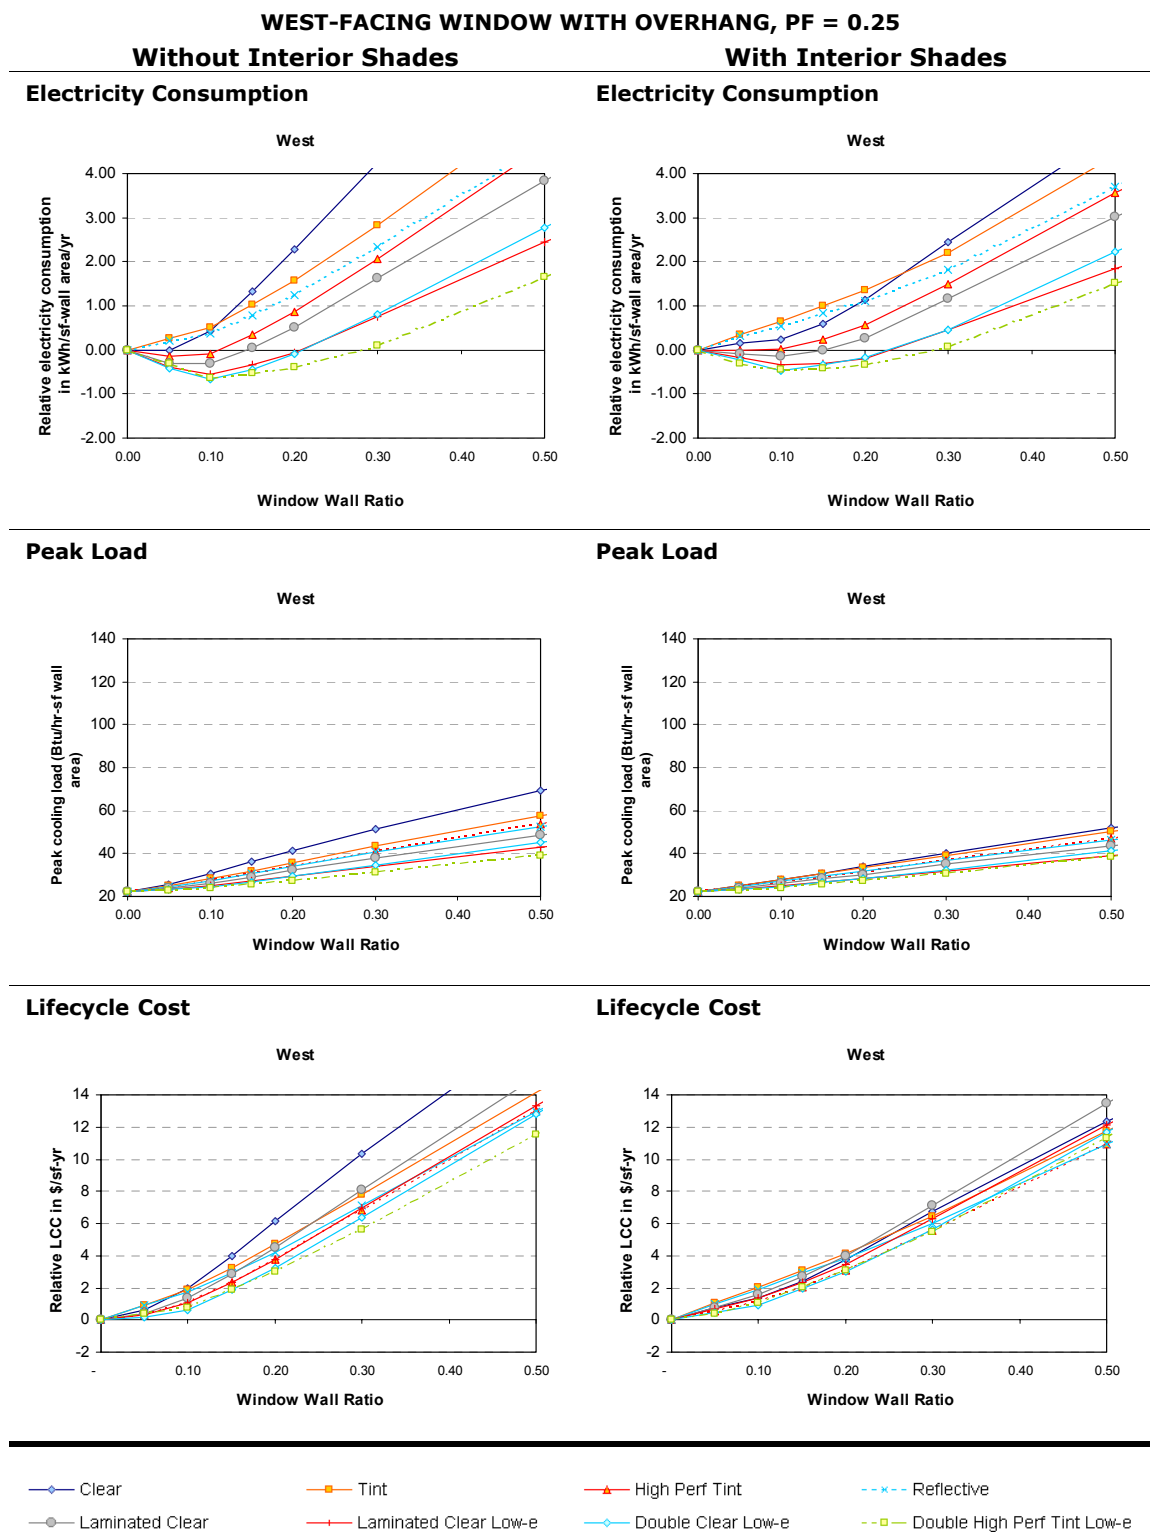 WEST-FACING WINDOW WITH OVERHANG, PF = 0.25
Without Interior Shades
With Interior Shades
Electricity Consumption
Electricity Consumption
West
Relative electricity consumption
in kWh/sf-wall area/yr
4.00
3.00
2.00
1.00
0.00
-1.00
-2.00
0.00 0.10 0.20 0.30 0.40 0.50
Window Wall Ratio
West
Relative electricity consumption
in kWh/sf-wall area/yr
4.00
3.00
2.00
1.00
0.00
-1.00
-2.00
0.00 0.10 0.20 0.30 0.40 0.50
Window Wall Ratio
Peak Load
Peak Load
West
Peak cooling load (Btu/hr-sf wall
area)
140
120
100
80
60
40
20
0.00 0.10 0.20 0.30 0.40 0.50
Window Wall Ratio
West
Peak cooling load (Btu/hr-sf wall
area)
140
120
100
80
60
40
20
0.00 0.10 0.20 0.30 0.40 0.50
Window Wall Ratio
Lifecycle Cost
Lifecycle Cost
West
Relative LCC in $/sf-yr
14
12
10
8
6
4
2
0
-2
- 0.10 0.20 0.30 0.40 0.50
Window Wall Ratio
West
Relative LCC in $/sf-yr
14
12
10
8
6
4
2
0
-2
- 0.10 0.20 0.30 0.40 0.50
Window Wall Ratio
Clear Tint High Perf Tint Reflective
Laminated Clear Laminated Clear Low-e Double Clear Low-e Double High Perf Tint Low-e